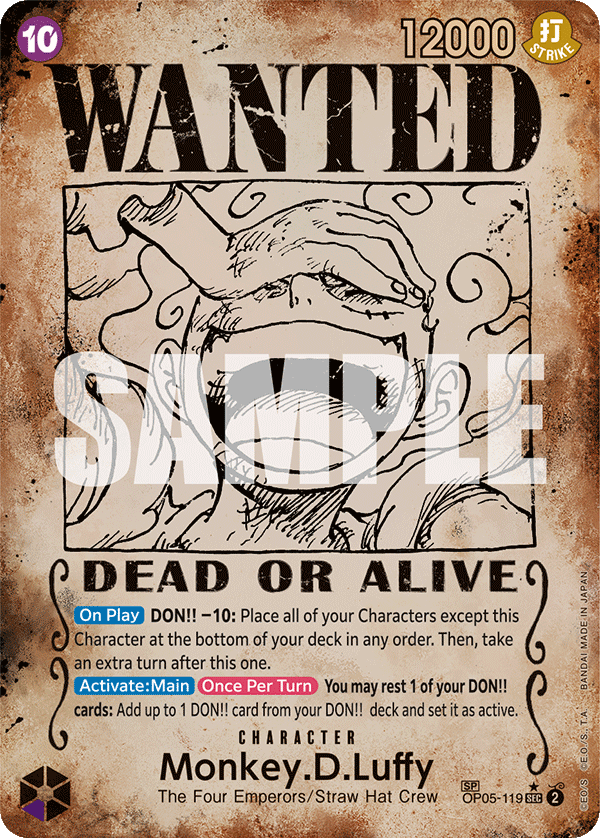 10
12000
打
STRIKE
WANTED
SAMPLE
DEAD OR ALIVE
On Play DON!! −10: Place all of your Characters except this
Character at the bottom of your deck in any order. Then, take
an extra turn after this one.
Activate:Main Once Per Turn You may rest 1 of your DON!!
cards: Add up to 1 DON!! card from your DON!! deck and set it as active.
CHARACTER
Monkey.D.Luffy
The Four Emperors/Straw Hat Crew
SP
OP05-119 SEC 2
©E.O/S. ©E.O./S., T.A. BANDAI MADE IN JAPAN